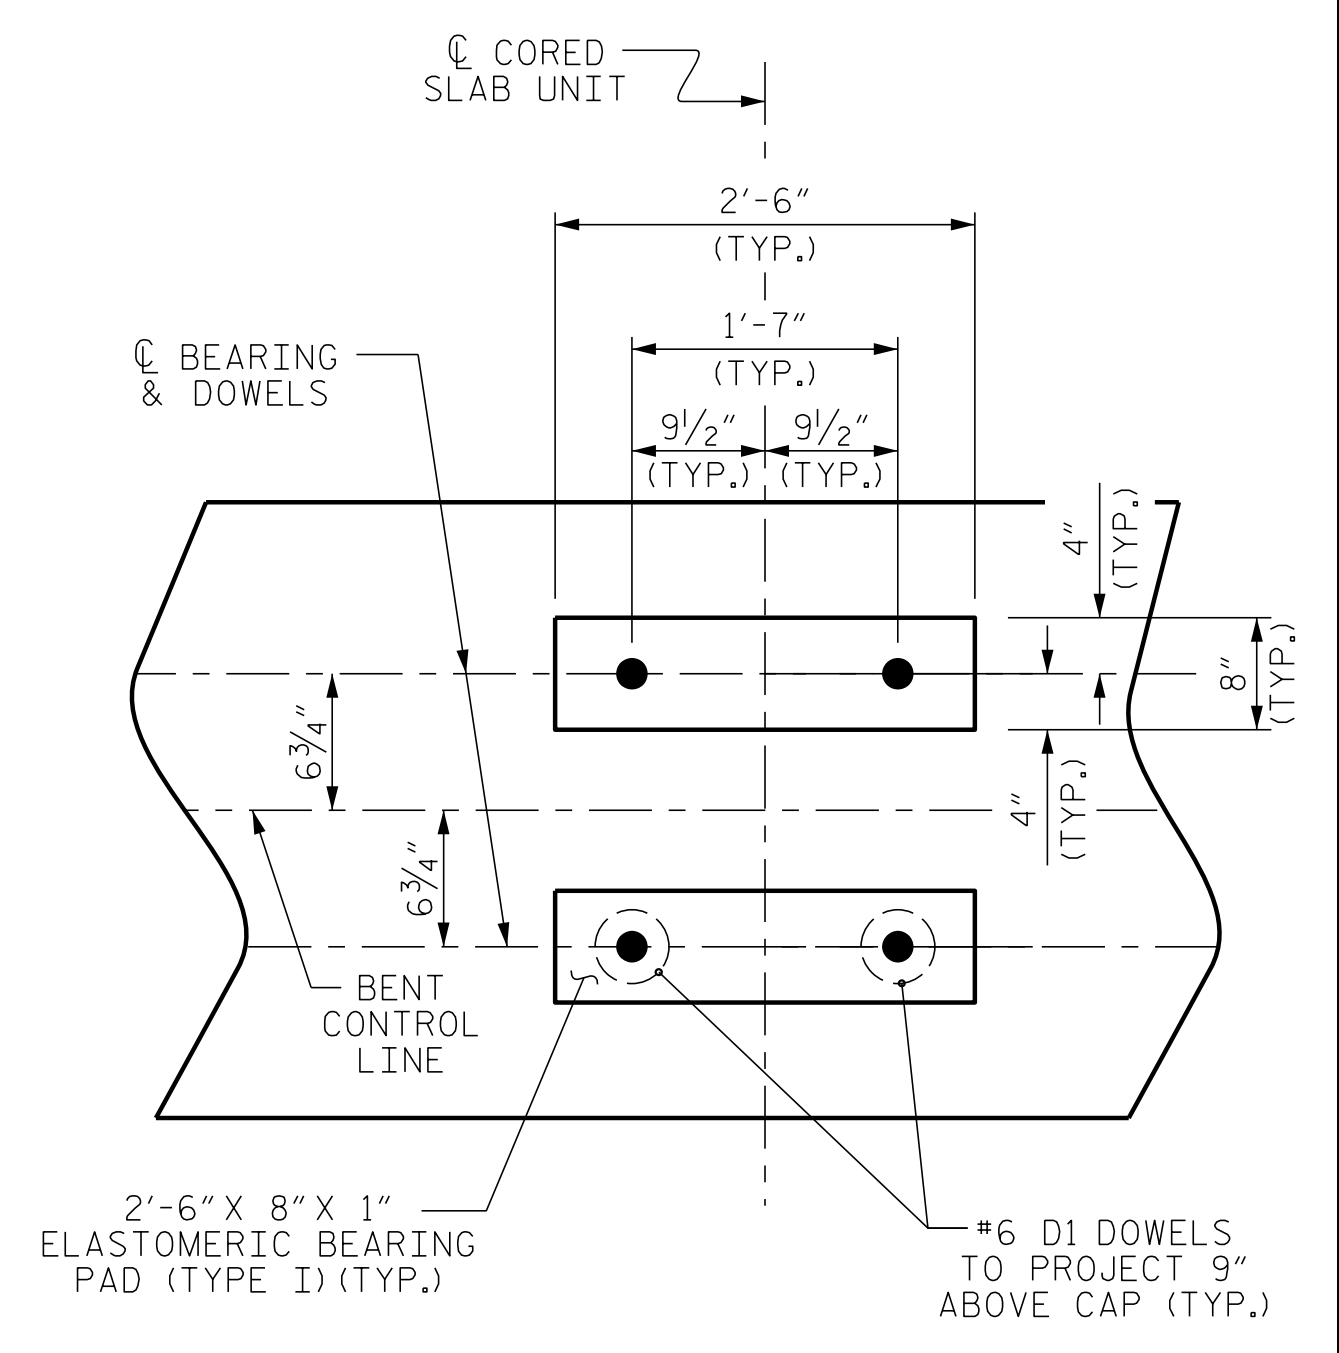 ℄ CORED
SLAB UNIT
2'-6"
(TYP.)
1'-7"
(TYP.)
℄ BEARING
& DOWELS
9½" 9½"
(TYP.) (TYP.)
4"
(TYP.)
8"
(TYP.)
6¾"
4"
(TYP.)
6¾"
BENT
CONTROL
LINE
2'-6" X 8" X 1"
ELASTOMERIC BEARING
PAD (TYPE I) (TYP.)
#6 D1 DOWELS
TO PROJECT 9"
ABOVE CAP (TYP.)